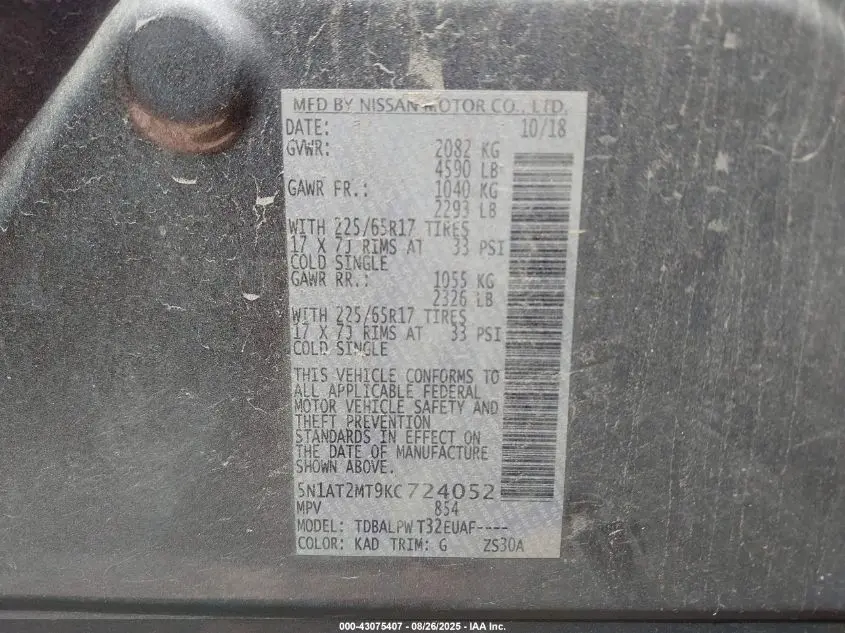 MFD BY NISSAN MOTOR CO., LTD.
DATE: 10/18
GVWR: 2082 KG
4590 LB
GAWR FR.: 1040 KG
2293 LB
WITH 225/65R17 TIRES
17 X 7J RIMS AT 33 PSI
COLD SINGLE
GAWR RR.: 1055 KG
2326 LB
WITH 225/65R17 TIRES
17 X 7J RIMS AT 33 PSI
COLD SINGLE
THIS VEHICLE CONFORMS TO
ALL APPLICABLE FEDERAL
MOTOR VEHICLE SAFETY AND
THEFT PREVENTION
STANDARDS IN EFFECT ON
THE DATE OF MANUFACTURE
SHOWN ABOVE.
5N1AT2MT9KC724052
MPV 854
MODEL: TDBALPW T32EUAF----
COLOR: KAD TRIM: G ZS30A
000-43075407 - 08/26/2025 - IAA Inc.